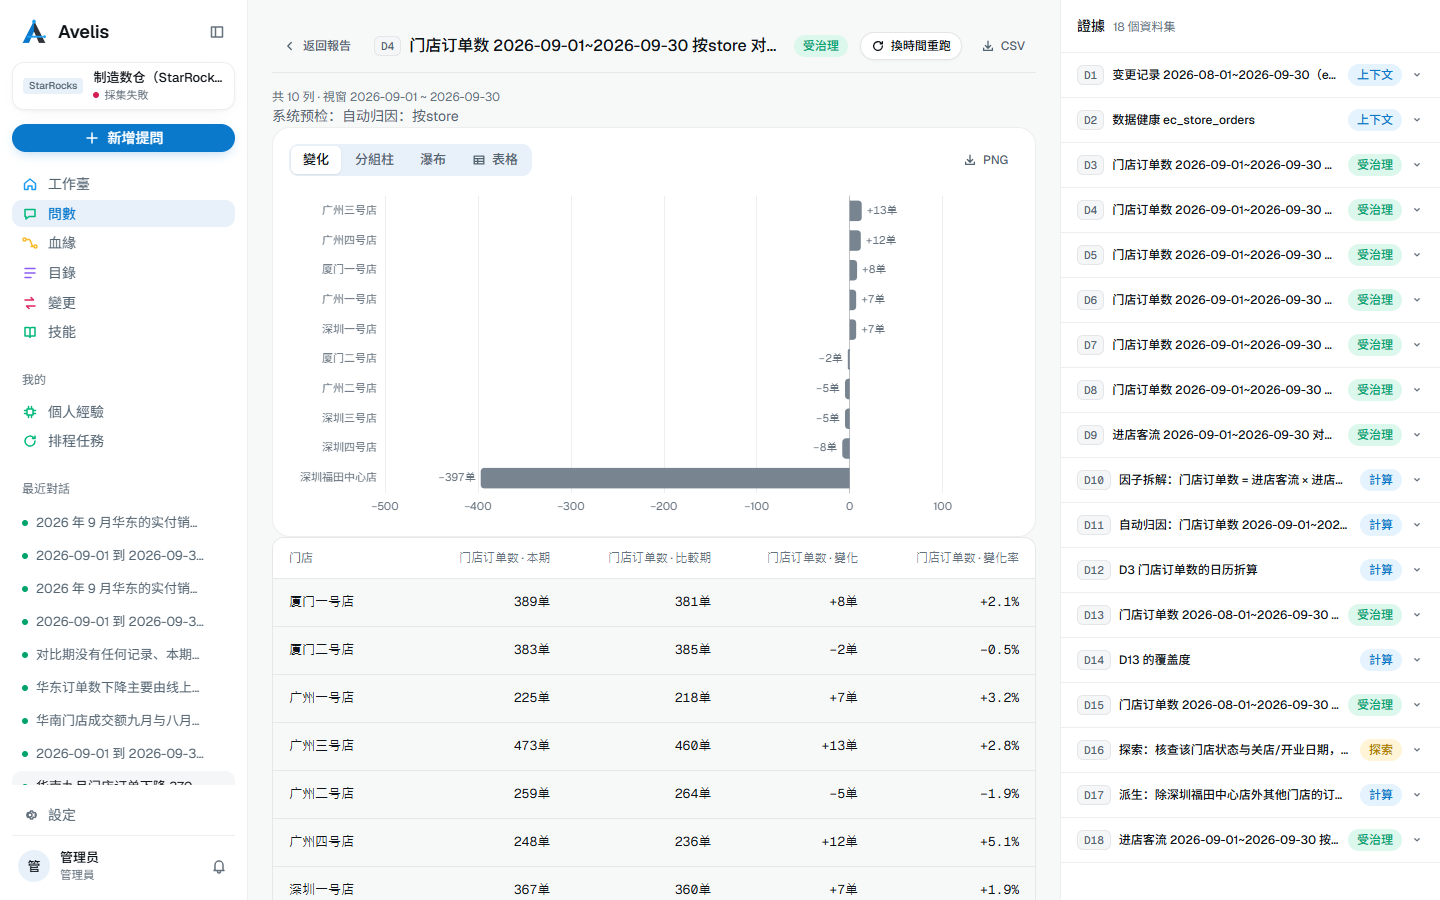 Avelis
StarRocks
制造数仓（StarRock...
採集失敗
新增提問
工作臺
問數
血緣
目錄
變更
技能
我的
個人經驗
排程任務
最近對話
2026 年 9 月华东的实付销...
2026-09-01 到 2026-09-3...
2026 年 9 月华东的实付销...
2026-09-01 到 2026-09-3...
对比期没有任何记录、本期...
华东订单数下降主要由线上...
华南门店成交额九月与八月...
2026-09-01 到 2026-09-3...
設定
管
管理员
管理員
返回報告
D4
门店订单数 2026-09-01~2026-09-30 按store 对...
受治理
換時間重跑
CSV
共 10 列 · 視窗 2026-09-01 ~ 2026-09-30
系统预检：自动归因：按store
變化
分組柱
瀑布
表格
PNG
广州三号店
+13单
广州四号店
+12单
厦门一号店
+8单
广州一号店
+7单
深圳一号店
+7单
厦门二号店
−2单
广州二号店
−5单
深圳三号店
−5单
深圳四号店
−8单
深圳福田中心店
−397单
−500
−400
−300
−200
−100
0
100
门店 门店订单数 · 本期 门店订单数 · 比較期 门店订单数 · 變化 门店订单数 · 變化率
厦门一号店 389单 381单 +8单 +2.1%
厦门二号店 383单 385单 −2单 −0.5%
广州一号店 225单 218单 +7单 +3.2%
广州三号店 473单 460单 +13单 +2.8%
广州二号店 259单 264单 −5单 −1.9%
广州四号店 248单 236单 +12单 +5.1%
深圳一号店 367单 360单 +7单 +1.9%
證據 18 個資料集
D1 变更记录 2026-08-01~2026-09-30（e... 上下文
D2 数据健康 ec_store_orders 上下文
D3 门店订单数 2026-09-01~2026-09-30 ... 受治理
D4 门店订单数 2026-09-01~2026-09-30 ... 受治理
D5 门店订单数 2026-09-01~2026-09-30 ... 受治理
D6 门店订单数 2026-09-01~2026-09-30 ... 受治理
D7 门店订单数 2026-09-01~2026-09-30 ... 受治理
D8 门店订单数 2026-09-01~2026-09-30 ... 受治理
D9 进店客流 2026-09-01~2026-09-30 对... 受治理
D10 因子拆解：门店订单数 = 进店客流 × 进店... 計算
D11 自动归因：门店订单数 2026-09-01~202... 計算
D12 D3 门店订单数的日历折算 計算
D13 门店订单数 2026-08-01~2026-09-30 ... 受治理
D14 D13 的覆盖度 計算
D15 门店订单数 2026-08-01~2026-09-30 ... 受治理
D16 探索：核查该门店状态与关店/开业日期，... 探索
D17 派生：除深圳福田中心店外其他门店的订... 計算
D18 进店客流 2026-09-01~2026-09-30 按... 受治理